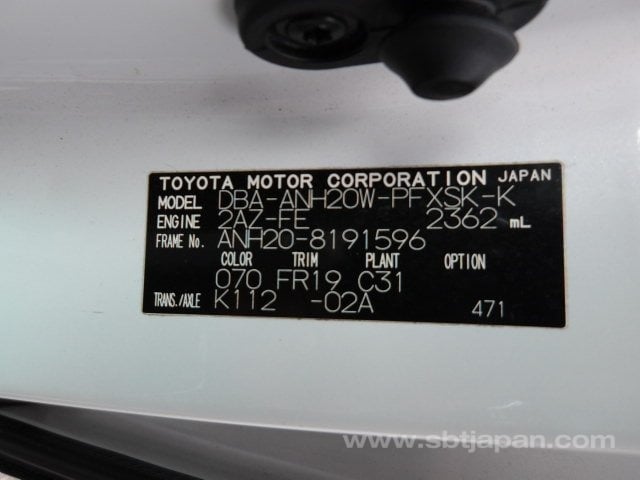 TOYOTA MOTOR CORPORATION JAPAN
MODEL DBA-ANH20W-PFXSK-K
ENGINE 2AZ-FE 2362 mL
FRAME No. ANH20-8191596
COLOR TRIM PLANT OPTION
070 FR19 C31
TRANS./AXLE K112 -02A 471
www.sbtjapan.com